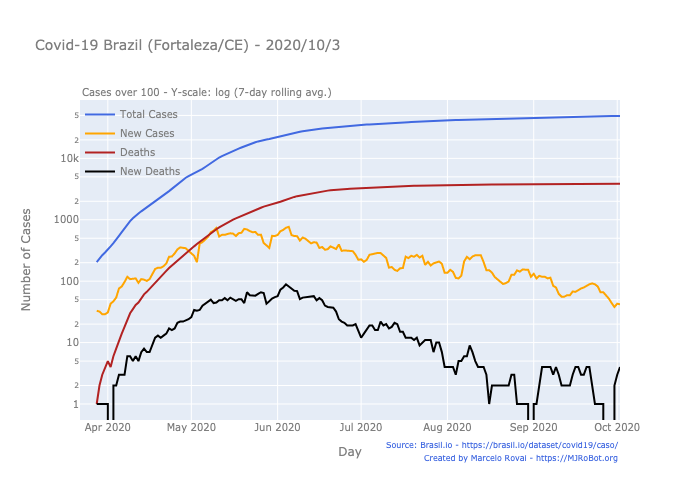 Covid-19 Brazil (Fortaleza/CE) - 2020/10/3
Cases over 100 - Y-scale: log (7-day rolling avg.)
Total Cases
New Cases
Deaths
New Deaths
5
2
10k
5
2
1000
5
2
100
5
2
10
5
2
1
Number of Cases
Apr 2020
May 2020
Jun 2020
Jul 2020
Aug 2020
Sep 2020
Oct 2020
Day
Source: Brasil.io - https://brasil.io/dataset/covid19/caso/
Created by Marcelo Rovai - https://MJRoBot.org